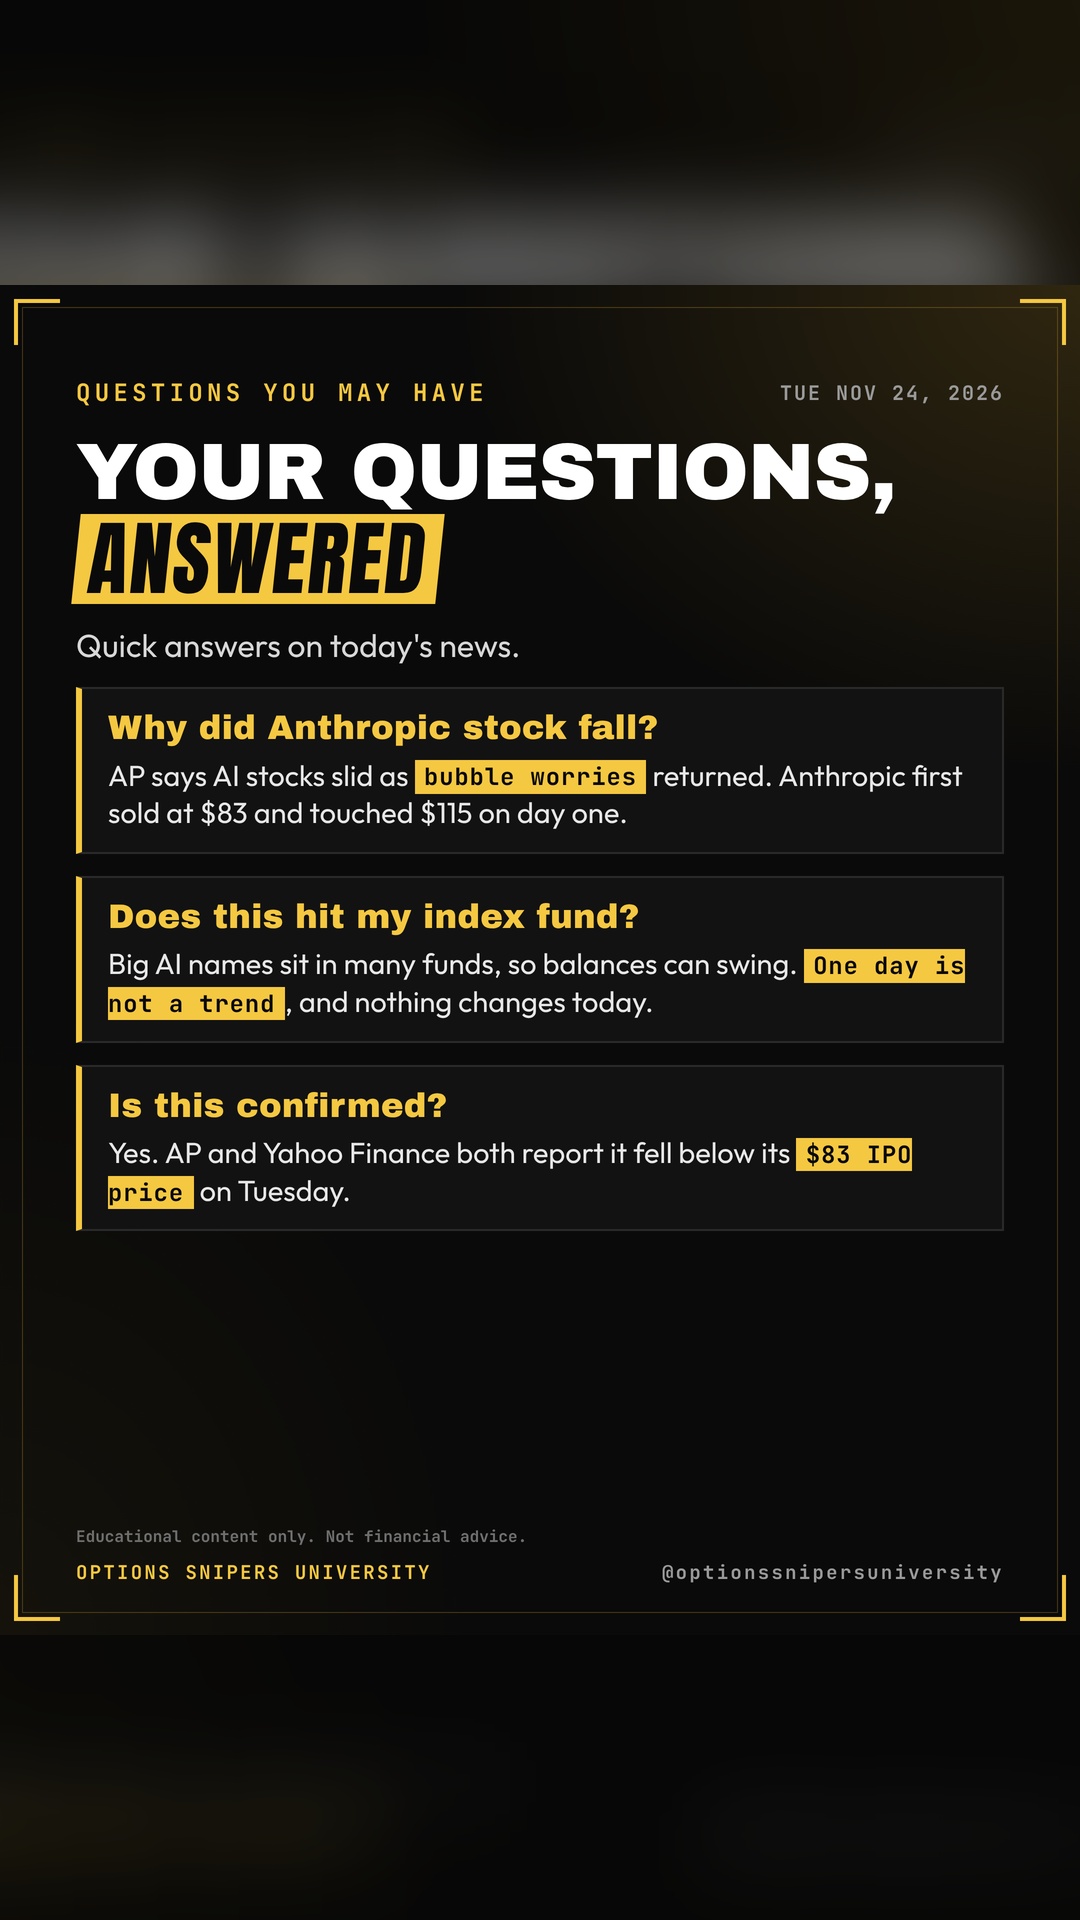 QUESTIONS YOU MAY HAVE
TUE NOV 24, 2026
YOUR QUESTIONS,
ANSWERED
Quick answers on today's news.
Why did Anthropic stock fall?
AP says AI stocks slid as bubble worries returned. Anthropic first
sold at $83 and touched $115 on day one.
Does this hit my index fund?
Big AI names sit in many funds, so balances can swing. One day is
not a trend, and nothing changes today.
Is this confirmed?
Yes. AP and Yahoo Finance both report it fell below its $83 IPO
price on Tuesday.
Educational content only. Not financial advice.
OPTIONS SNIPERS UNIVERSITY
@optionssnipersuniversity